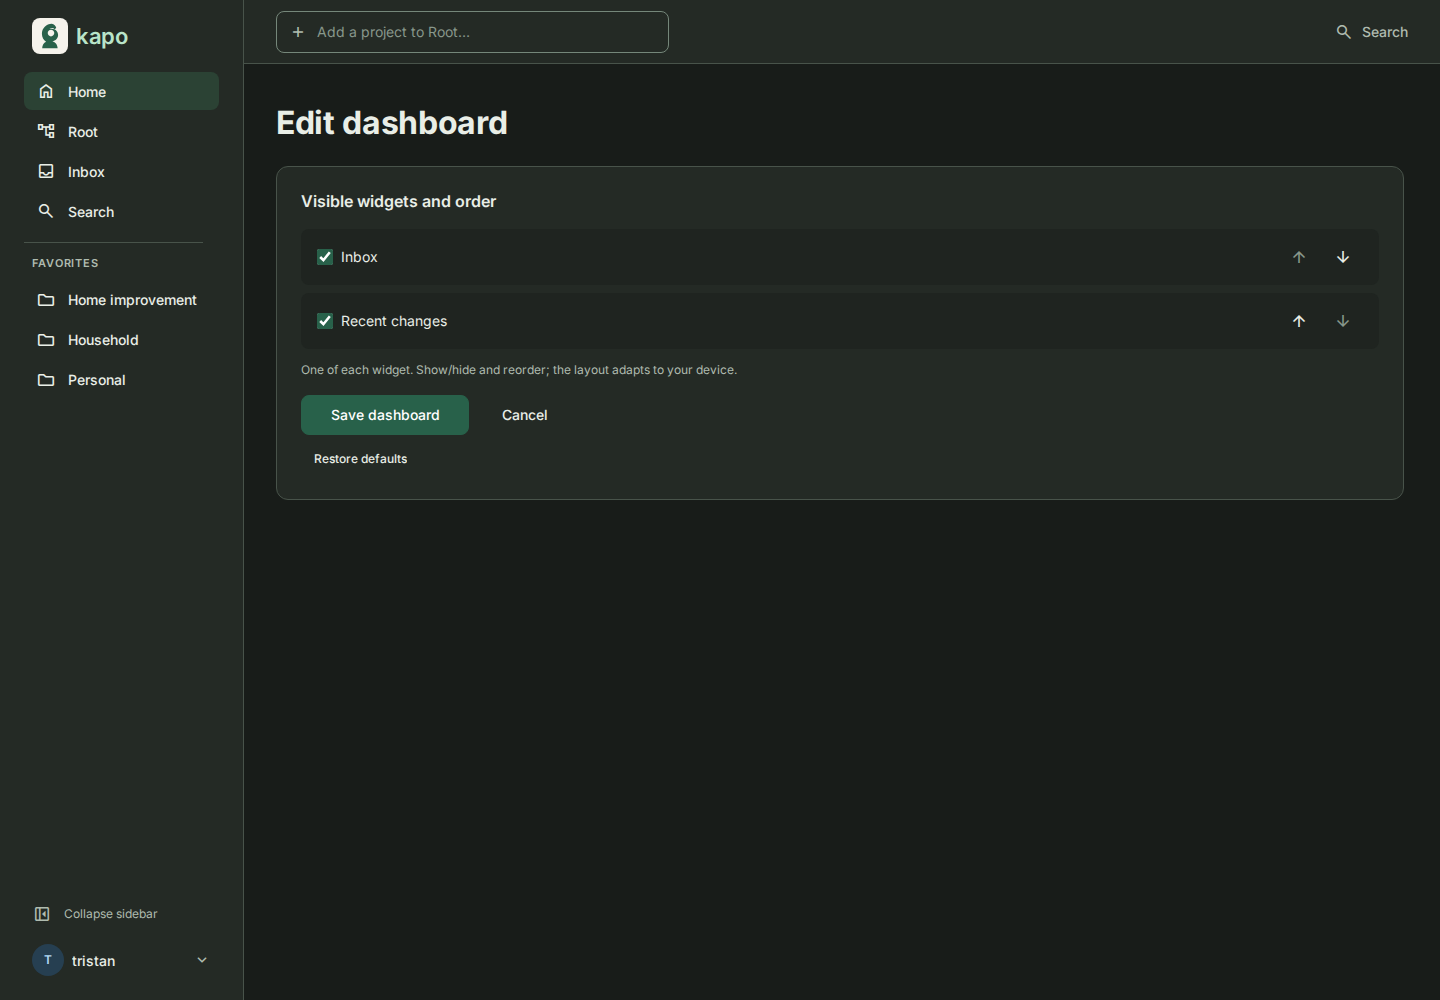 kapo
Home
Root
Inbox
Search
FAVORITES
Home improvement
Household
Personal
Collapse sidebar
T
tristan
Add a project to Root...
Search
Edit dashboard
Visible widgets and order
Inbox
Recent changes
One of each widget. Show/hide and reorder; the layout adapts to your device.
Save dashboard
Cancel
Restore defaults